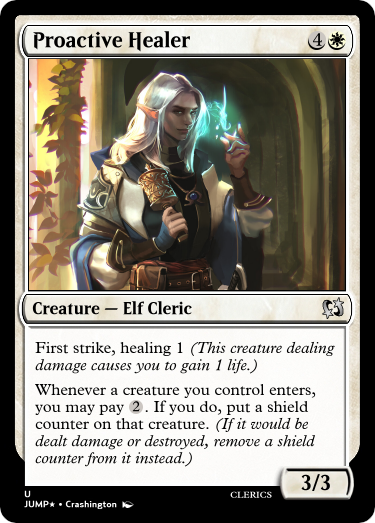 Proactive Healer 4
Creature — Elf Cleric
First strike, healing 1 (This creature dealing
damage causes you to gain 1 life.)
Whenever a creature you control enters,
you may pay 2. If you do, put a shield
counter on that creature. (If it would be
dealt damage or destroyed, remove a shield
counter from it instead.)
3/3
U
JUMP★ • Crashington
CLERICS